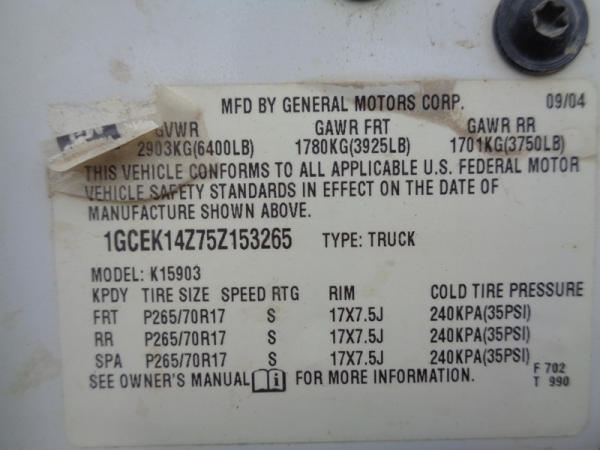 MFD BY GENERAL MOTORS CORP. 09/04
GVWR GAWR FRT GAWR RR
2903KG(6400LB) 1780KG(3925LB) 1701KG(3750LB)
THIS VEHICLE CONFORMS TO ALL APPLICABLE U.S. FEDERAL MOTOR
VEHICLE SAFETY STANDARDS IN EFFECT ON THE DATE OF
MANUFACTURE SHOWN ABOVE.
1GCEK14Z75Z153265 TYPE: TRUCK
MODEL: K15903
KPDY TIRE SIZE SPEED RTG RIM COLD TIRE PRESSURE
FRT P265/70R17 S 17X7.5J 240KPA(35PSI)
RR P265/70R17 S 17X7.5J 240KPA(35PSI)
SPA P265/70R17 S 17X7.5J 240KPA(35PSI)
SEE OWNER'S MANUAL i FOR MORE INFORMATION.
F 702
T 990